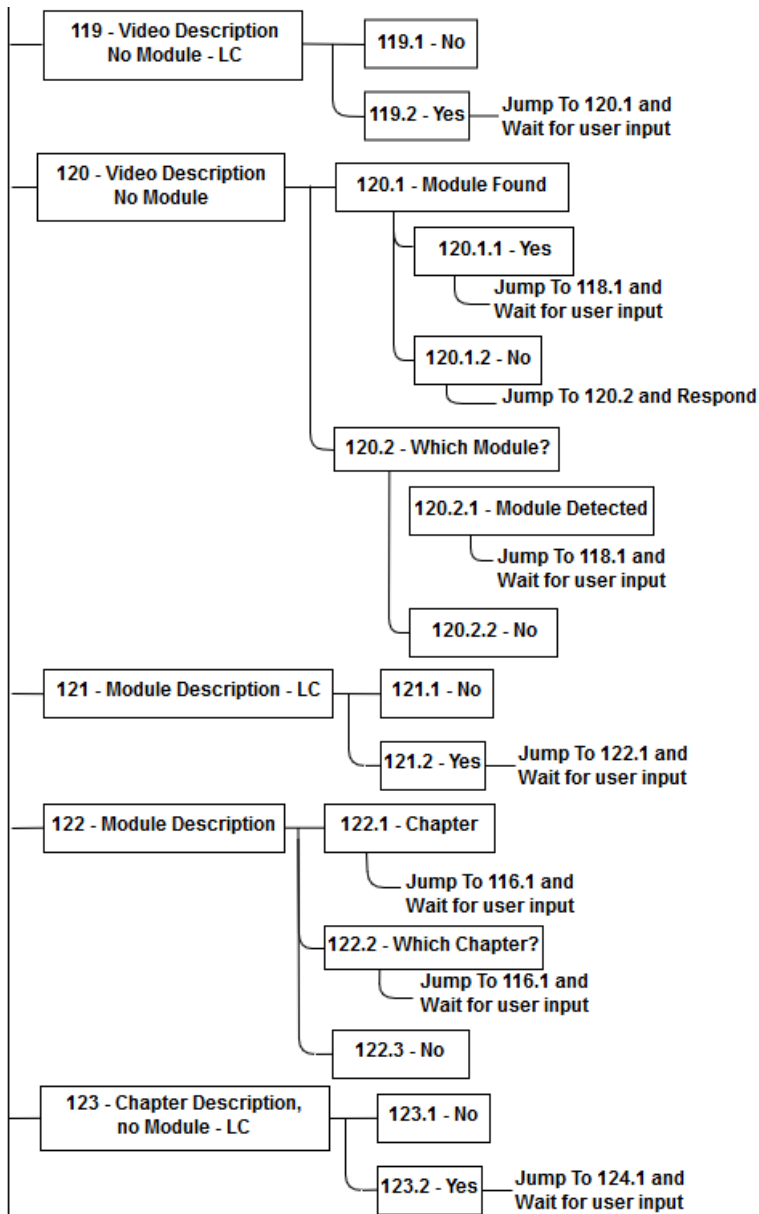 119 - Video Description
No Module - LC
119.1 - No
119.2 - Yes
Jump To 120.1 and
Wait for user input
120 - Video Description
No Module
120.1 - Module Found
120.1.1 - Yes
Jump To 118.1 and
Wait for user input
120.1.2 - No
Jump To 120.2 and Respond
120.2 - Which Module?
120.2.1 - Module Detected
Jump To 118.1 and
Wait for user input
120.2.2 - No
121 - Module Description - LC
121.1 - No
121.2 - Yes
Jump To 122.1 and
Wait for user input
122 - Module Description
122.1 - Chapter
Jump To 116.1 and
Wait for user input
122.2 - Which Chapter?
Jump To 116.1 and
Wait for user input
122.3 - No
123 - Chapter Description,
no Module - LC
123.1 - No
123.2 - Yes
Jump To 124.1 and
Wait for user input